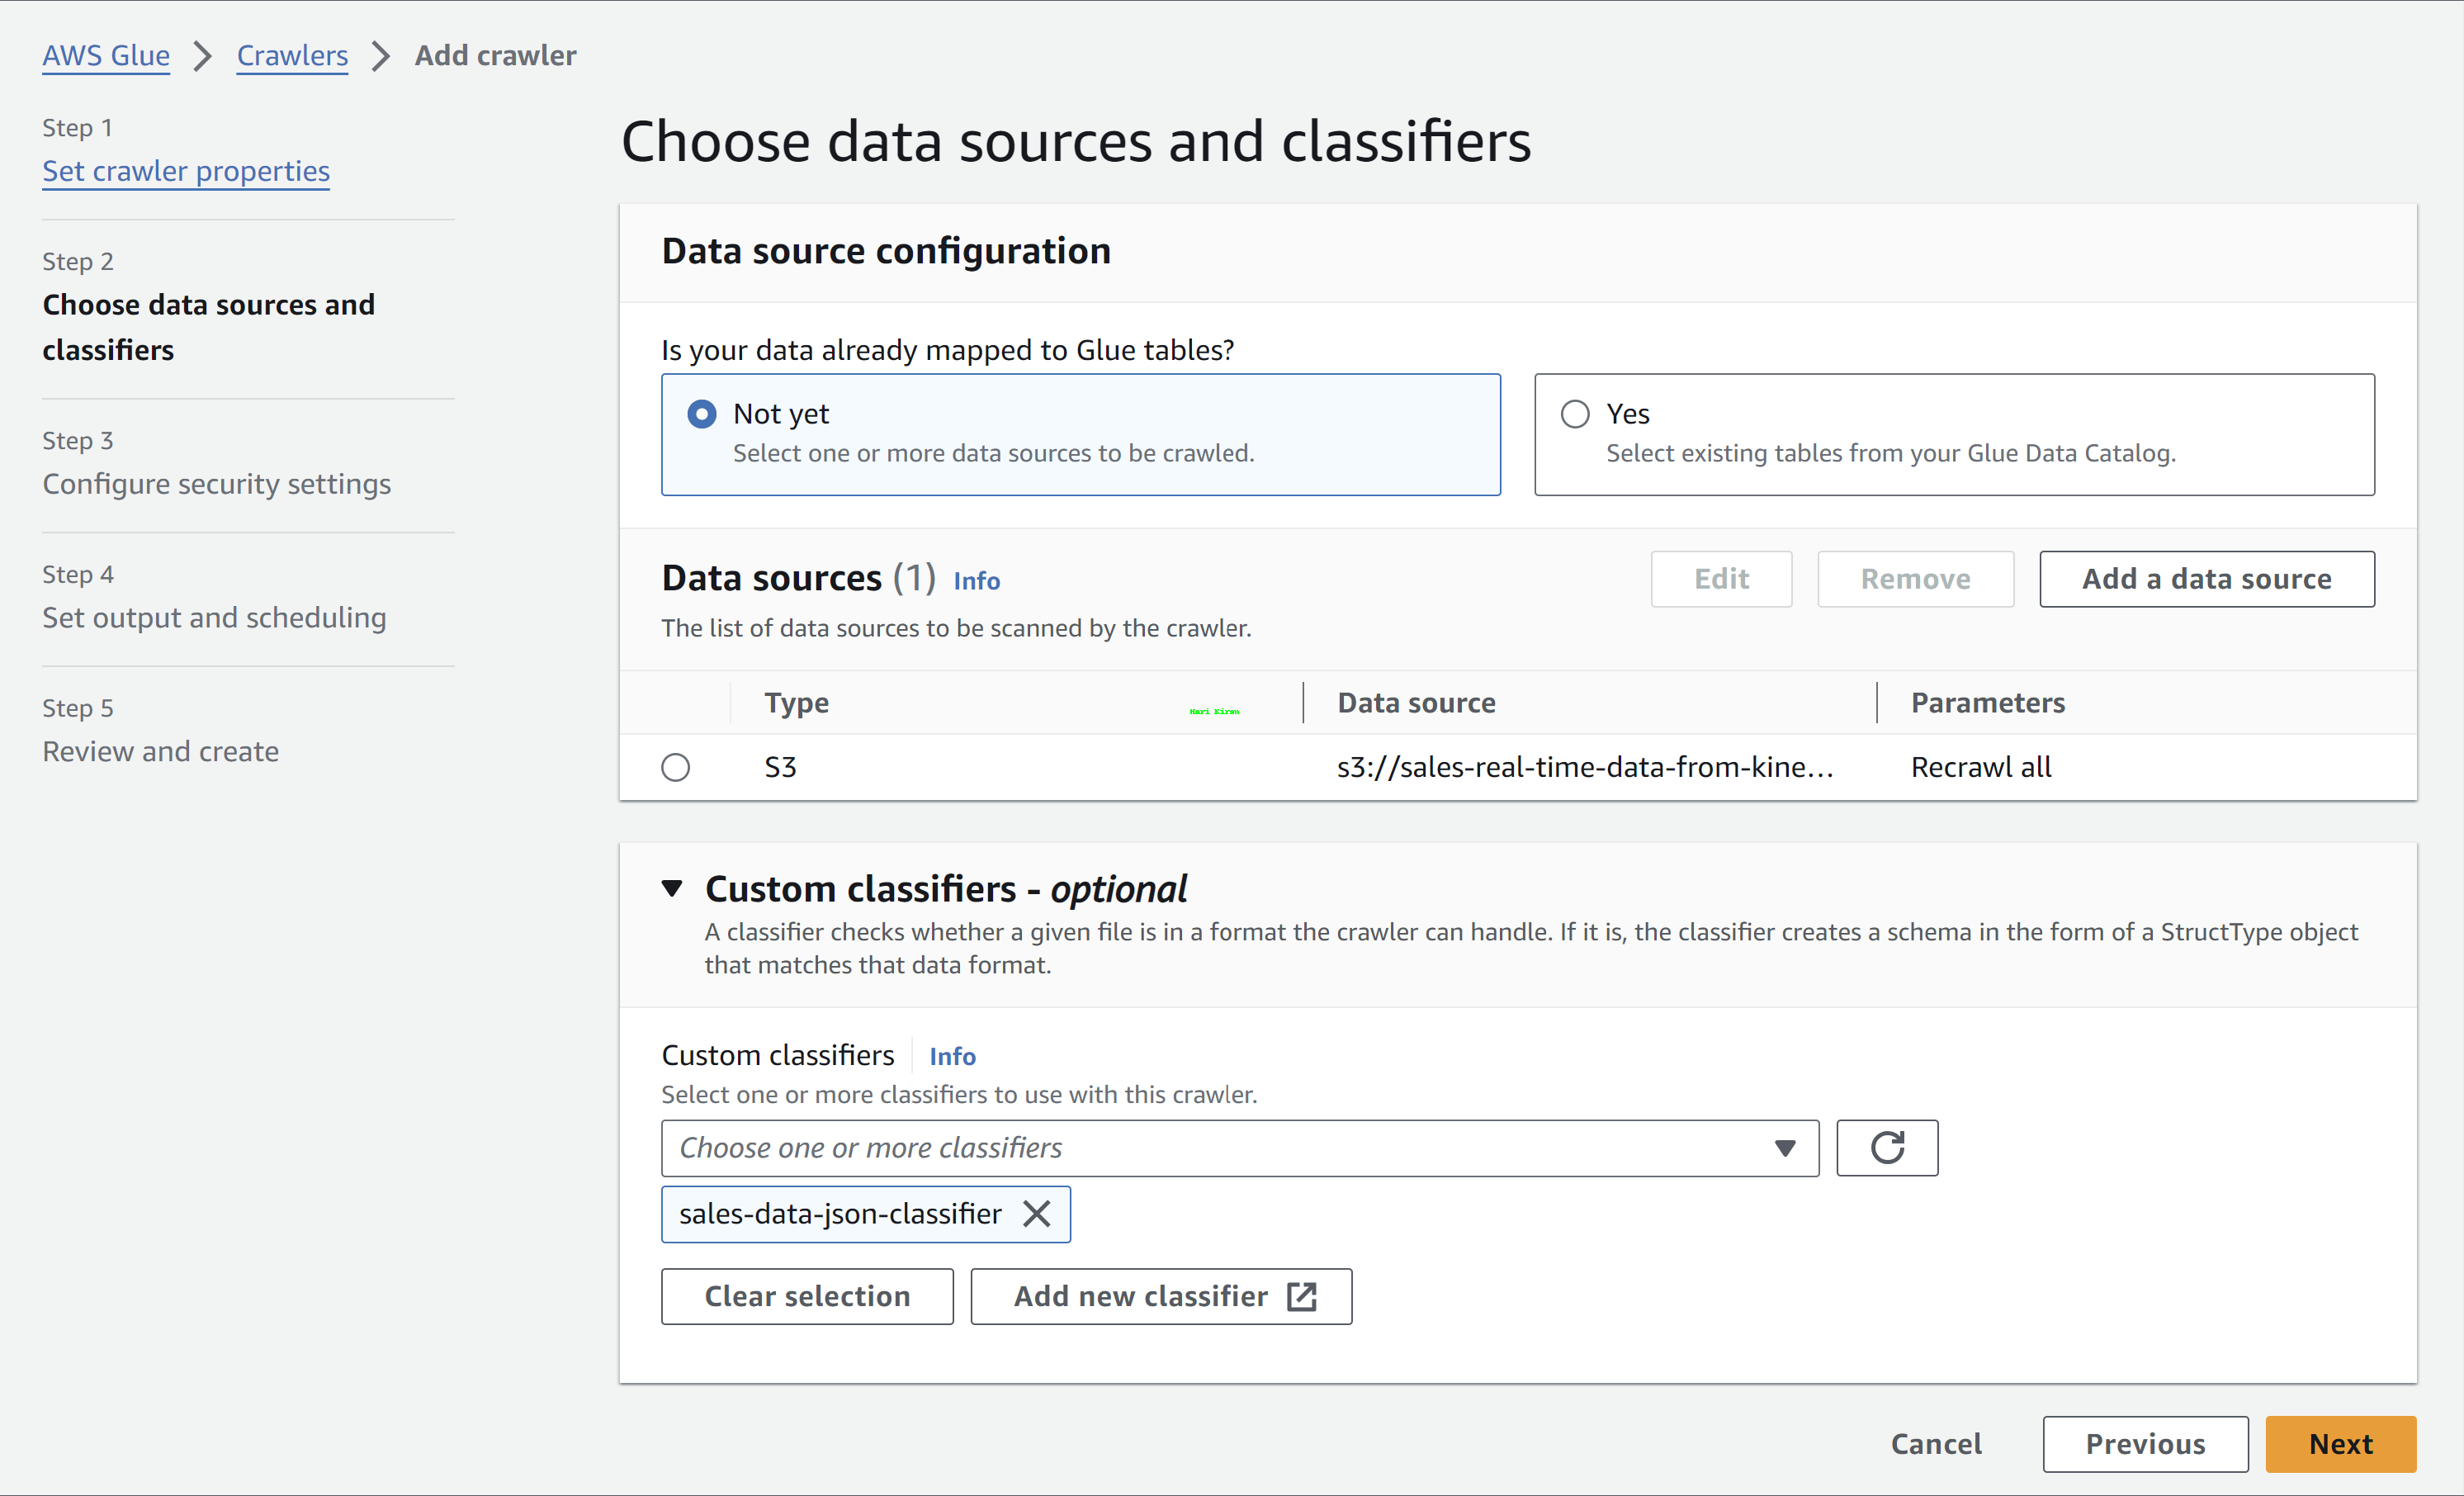 AWS Glue
Crawlers
Add crawler
Step 1
Set crawler properties
Step 2
Choose data sources and
classifiers
Step 3
Configure security settings
Step 4
Set output and scheduling
Step 5
Review and create
Choose data sources and classifiers
Data source configuration
Is your data already mapped to Glue tables?
Not yet
Select one or more data sources to be crawled.
Yes
Select existing tables from your Glue Data Catalog.
Data sources (1) Info
Edit
Remove
Add a data source
The list of data sources to be scanned by the crawler.
Type
Hari Kiran
Data source
Parameters
S3
s3://sales-real-time-data-from-kine...
Recrawl all
Custom classifiers - optional
A classifier checks whether a given file is in a format the crawler can handle. If it is, the classifier creates a schema in the form of a StructType object
that matches that data format.
Custom classifiers
Info
Select one or more classifiers to use with this crawler.
Choose one or more classifiers
sales-data-json-classifier
Clear selection
Add new classifier
Cancel
Previous
Next